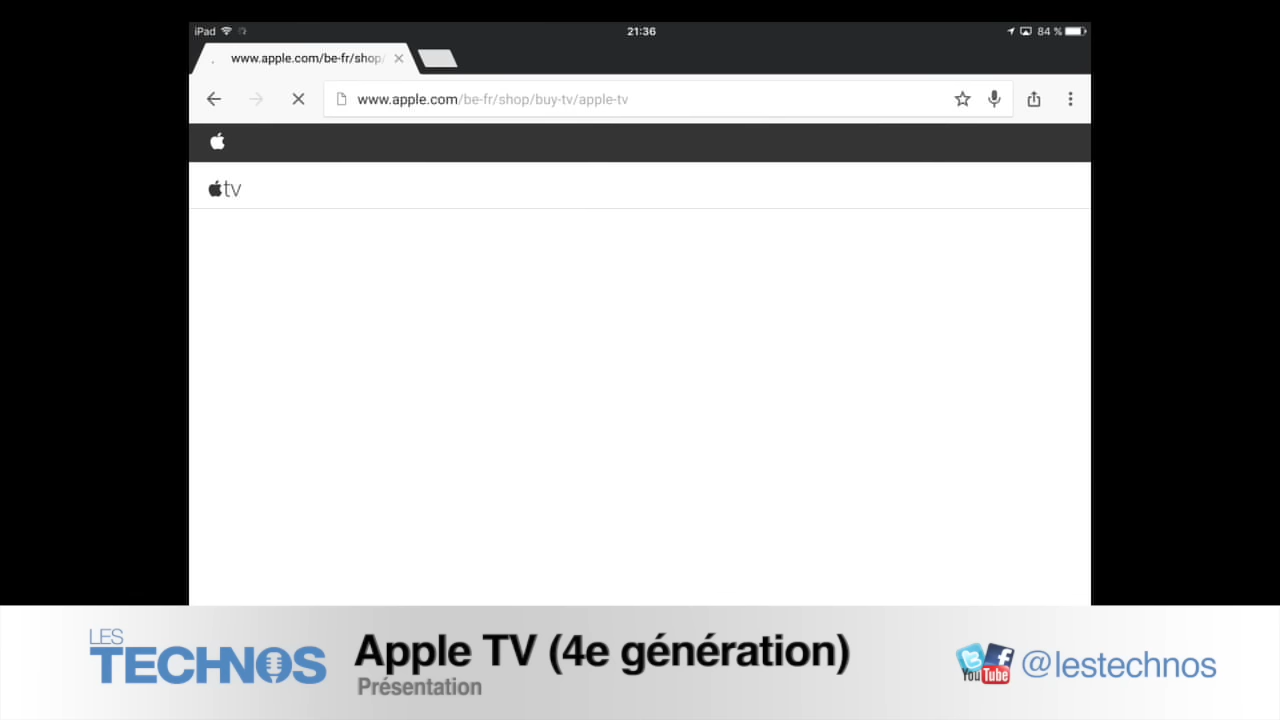 iPad 21:36 84 %
www.apple.com/be-fr/shop/
www.apple.com/be-fr/shop/buy-tv/apple-tv
tv
LES
TECHNOS
Apple TV (4e génération)
Présentation
You Tube
@lestechnos